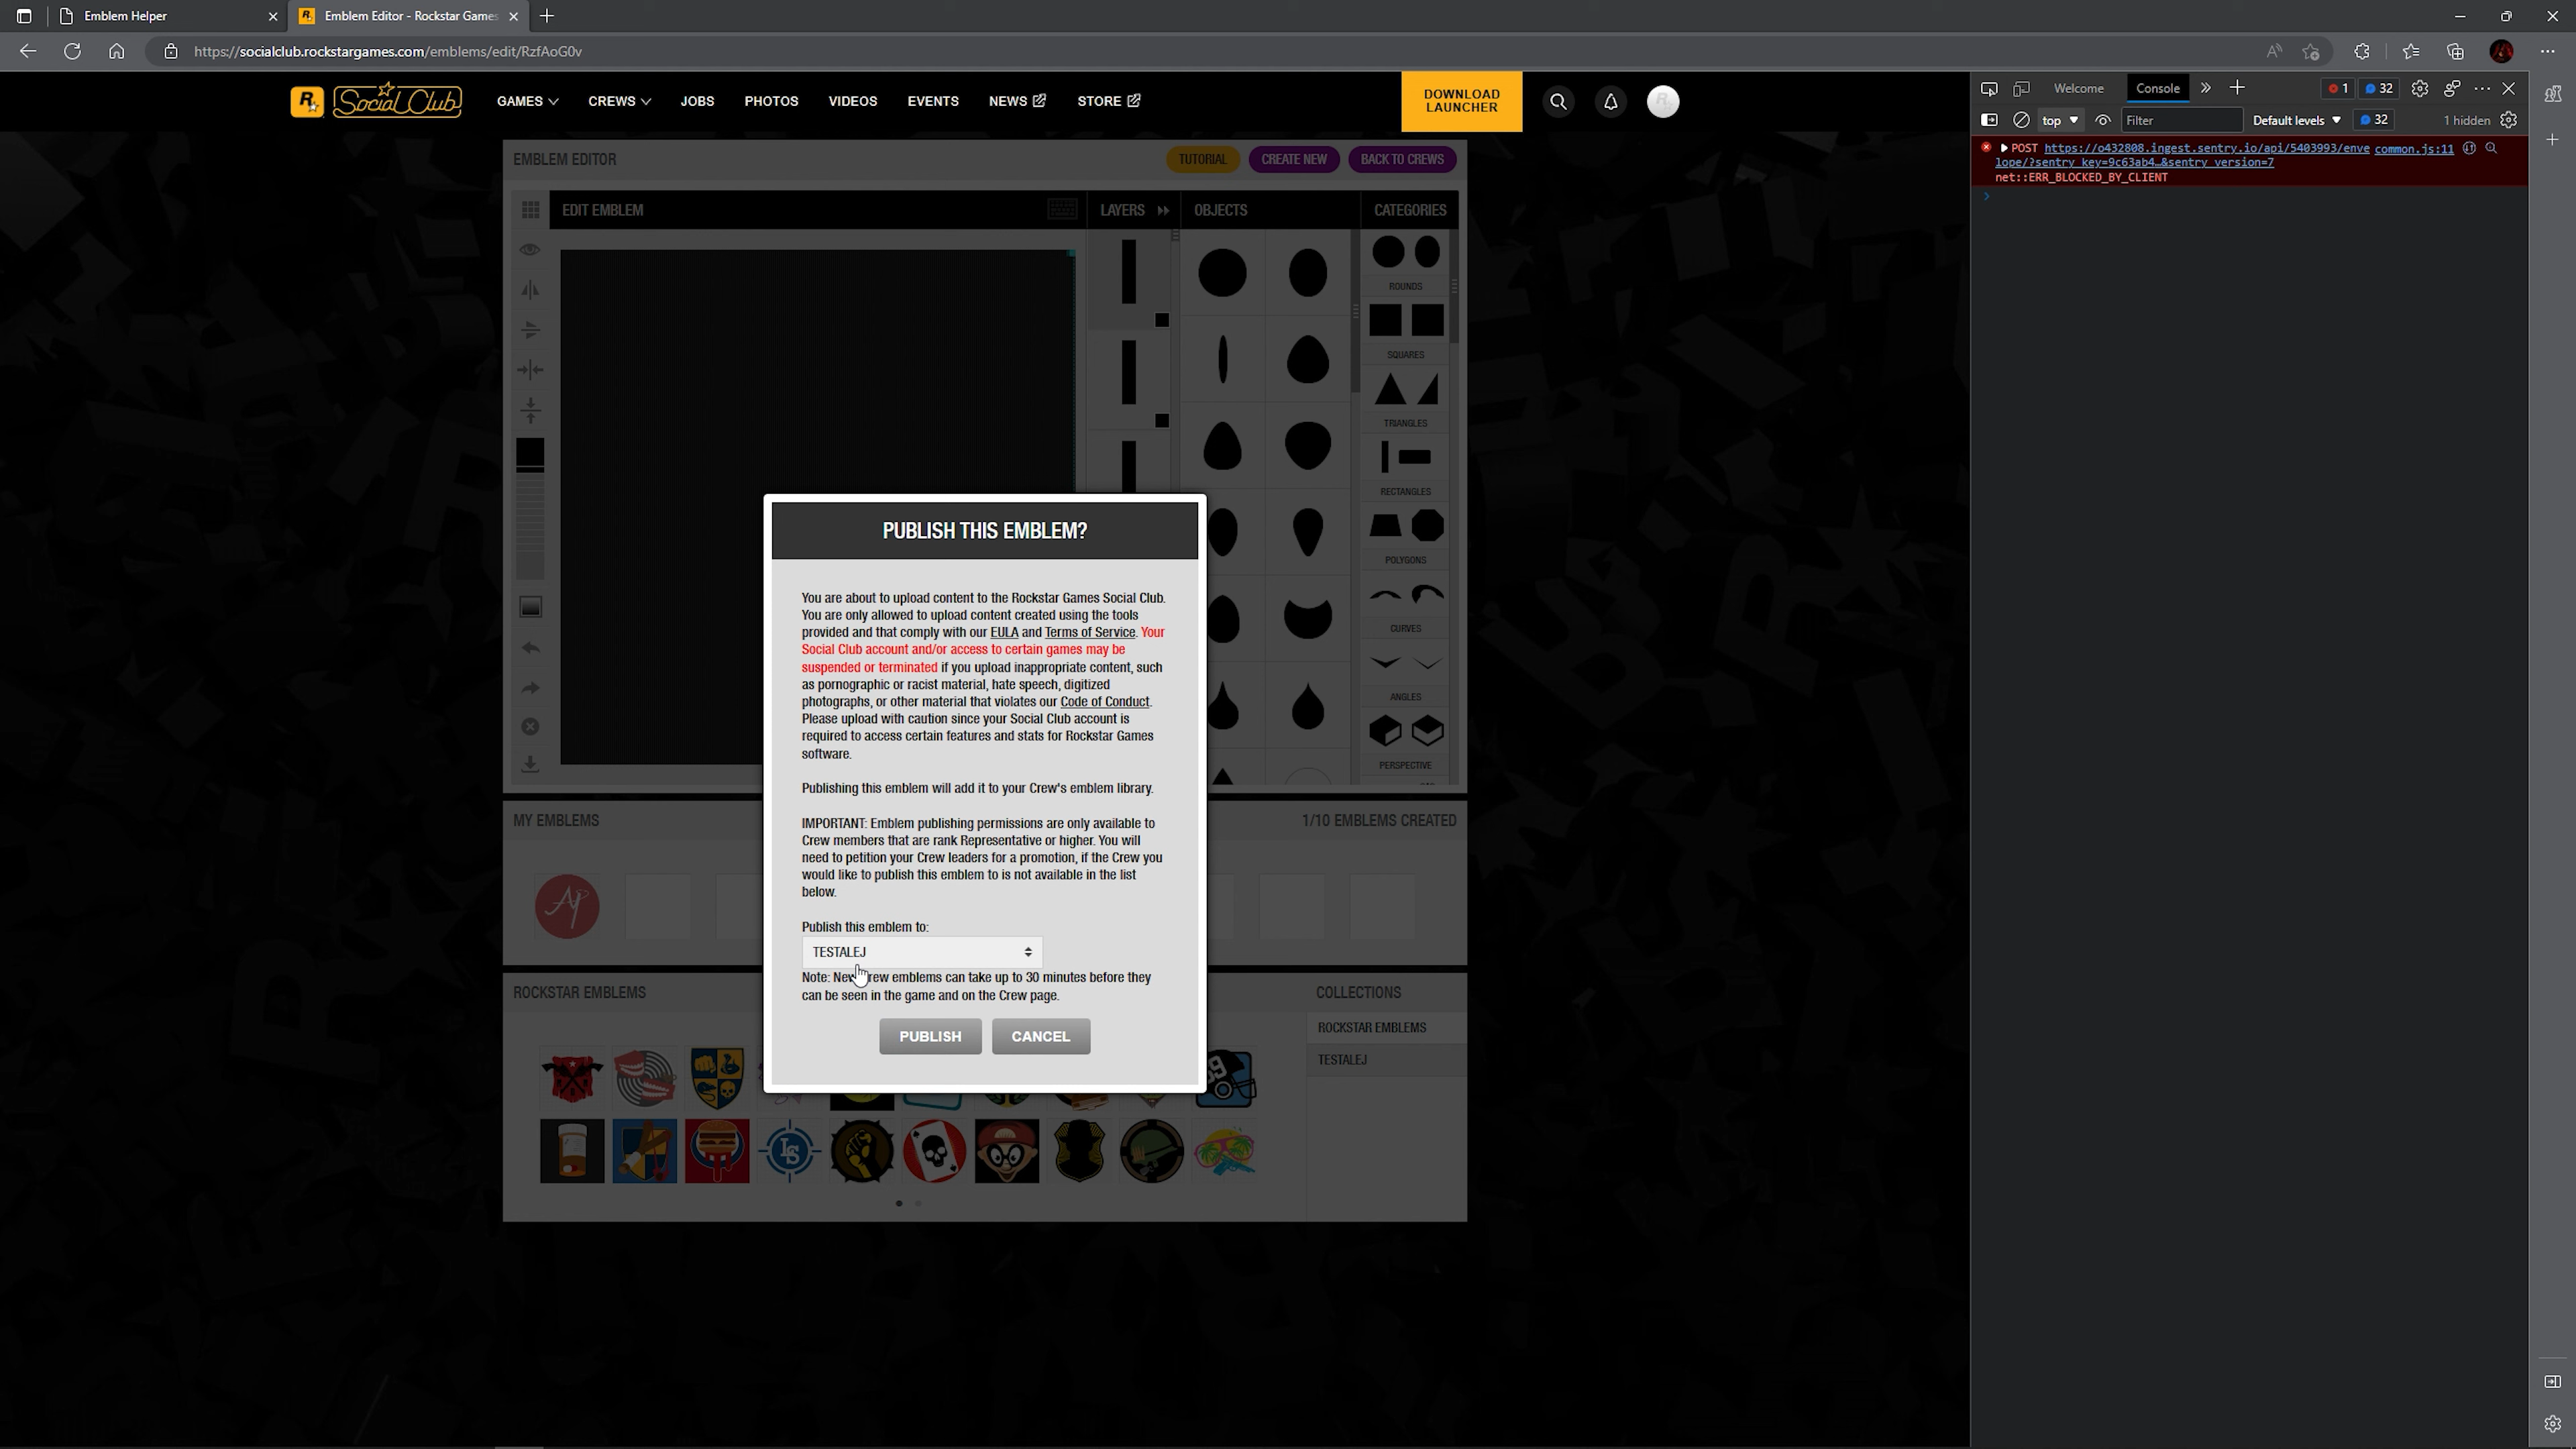 Emblem Helper
Emblem Editor - Rockstar Games
https://socialclub.rockstargames.com/emblems/edit/RzfAoG0v
Social Club
GAMES
CREWS
JOBS
PHOTOS
VIDEOS
EVENTS
NEWS
STORE
DOWNLOAD
LAUNCHER
EMBLEM EDITOR
TUTORIAL
CREATE NEW
BACK TO CREWS
EDIT EMBLEM
LAYERS
OBJECTS
CATEGORIES
ROUNDS
SQUARES
TRIANGLES
RECTANGLES
POLYGONS
CURVES
ANGLES
PERSPECTIVE
PUBLISH THIS EMBLEM?
You are about to upload content to the Rockstar Games Social Club.
You are only allowed to upload content created using the tools
provided and that comply with our EULA and Terms of Service. Your
Social Club account and/or access to certain games may be
suspended or terminated if you upload inappropriate content, such
as pornographic or racist material, hate speech, digitized
photographs, or other material that violates our Code of Conduct.
Please upload with caution since your Social Club account is
required to access certain features and stats for Rockstar Games
software.
Publishing this emblem will add it to your Crew's emblem library.
IMPORTANT: Emblem publishing permissions are only available to
Crew members that are rank Representative or higher. You will
need to petition your Crew leaders for a promotion, if the Crew you
would like to publish this emblem to is not available in the list
below.
Publish this emblem to:
TESTALEJ
Note: New Crew emblems can take up to 30 minutes before they
can be seen in the game and on the Crew page.
PUBLISH
CANCEL
MY EMBLEMS
1/10 EMBLEMS CREATED
ROCKSTAR EMBLEMS
COLLECTIONS
ROCKSTAR EMBLEMS
TESTALEJ
LS
Welcome
Console
1
32
top
Filter
Default levels
32
1 hidden
POST https://o432808.ingest.sentry.io/api/5403993/enve common.js:11
lope/?sentry_key=9c63ab4…&sentry_version=7
net::ERR_BLOCKED_BY_CLIENT